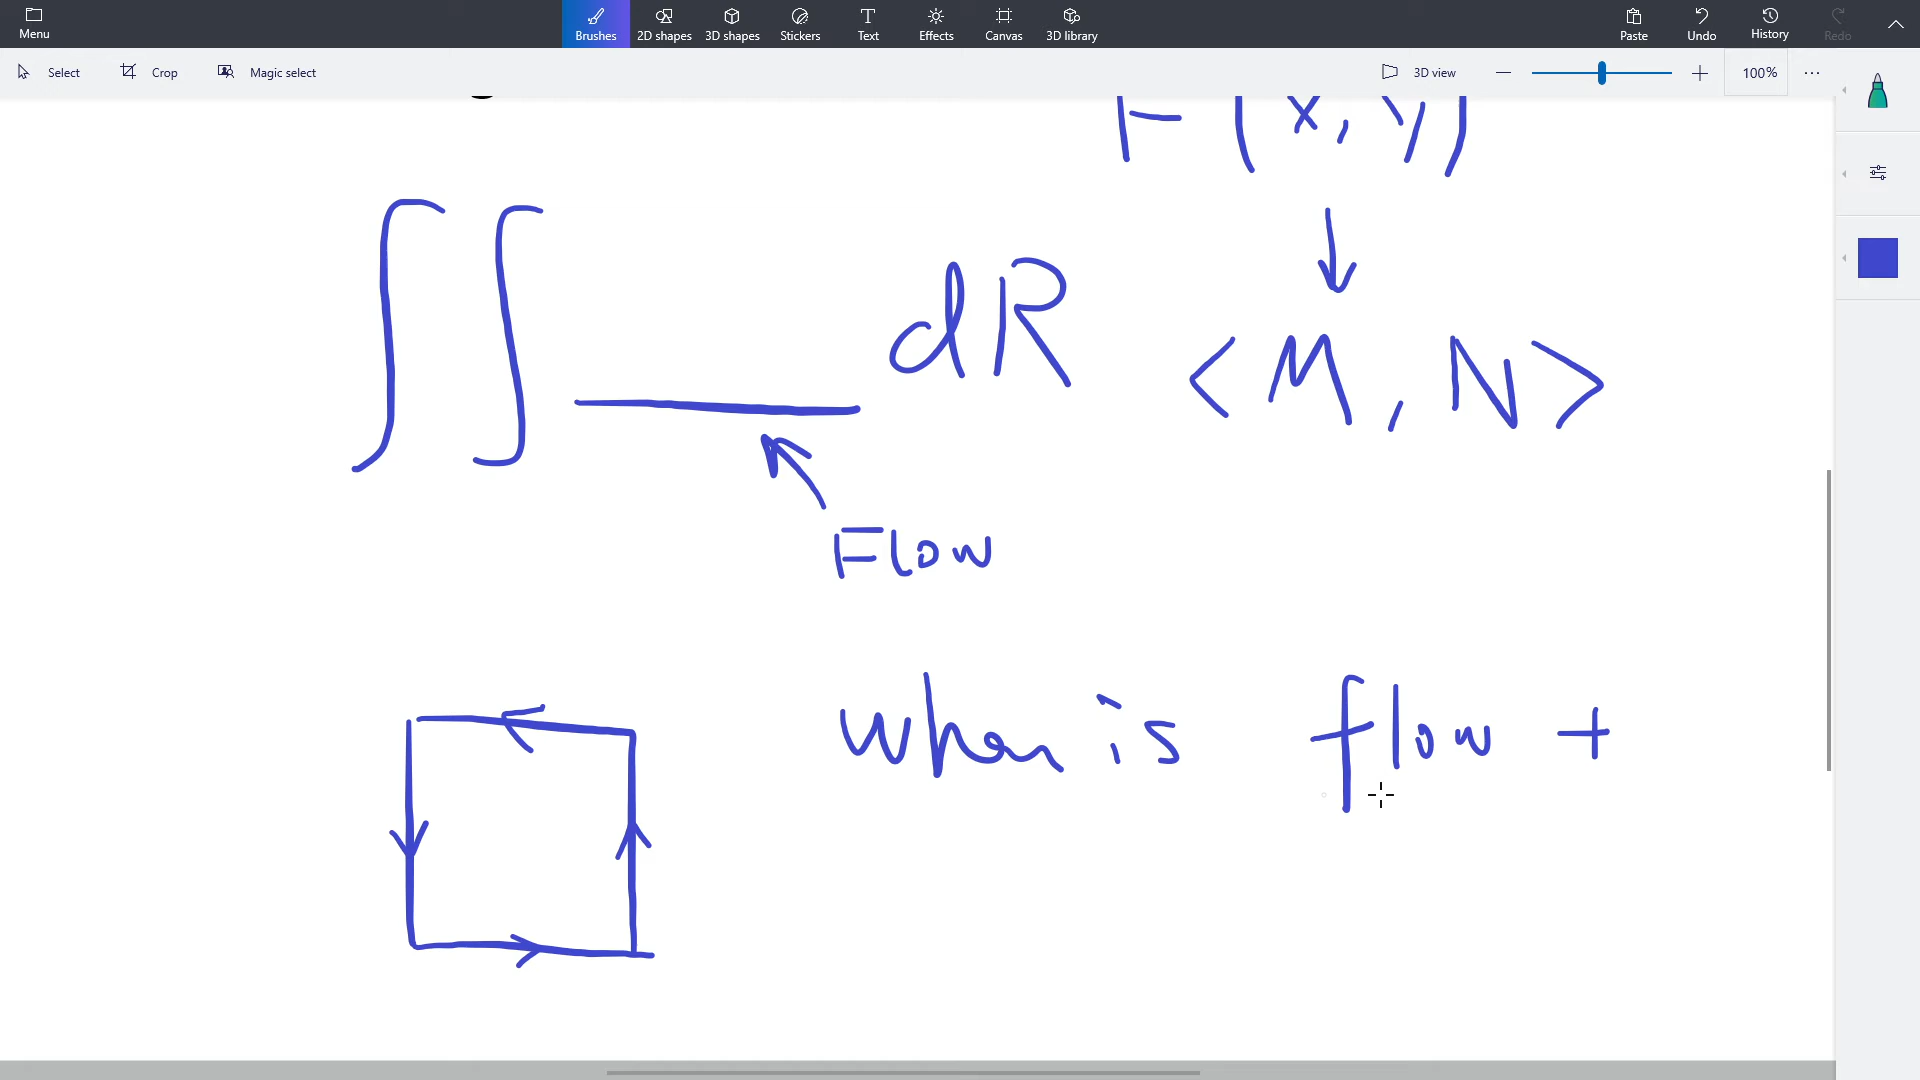 Menu
Brushes 2D shapes 3D shapes Stickers Text Effects Canvas 3D library
Paste Undo History Redo
Select Crop Magic select
3D view 100%
F(x, y)
∫∫ ____ dR
<M, N>
Flow
when is flow +